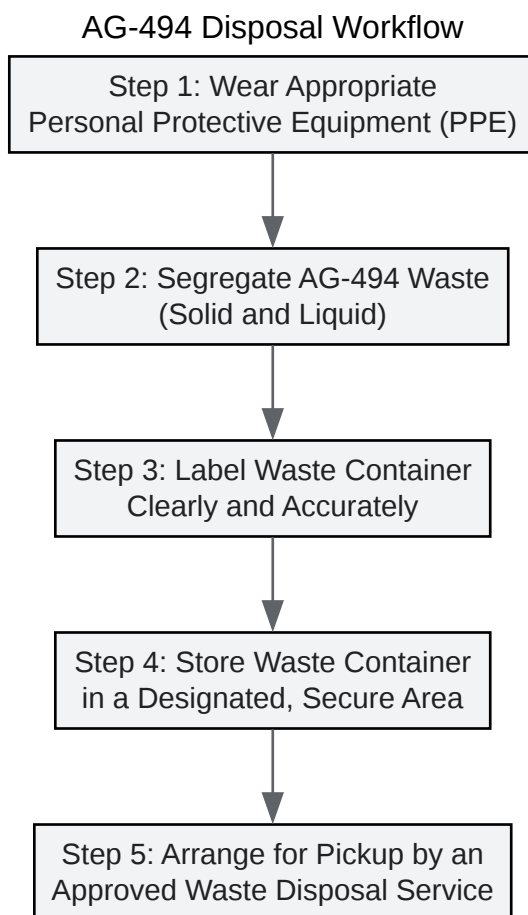 AG-494 Disposal Workflow
Step 1: Wear Appropriate
Personal Protective Equipment (PPE)
Step 2: Segregate AG-494 Waste
(Solid and Liquid)
Step 3: Label Waste Container
Clearly and Accurately
Step 4: Store Waste Container
in a Designated, Secure Area
Step 5: Arrange for Pickup by an
Approved Waste Disposal Service